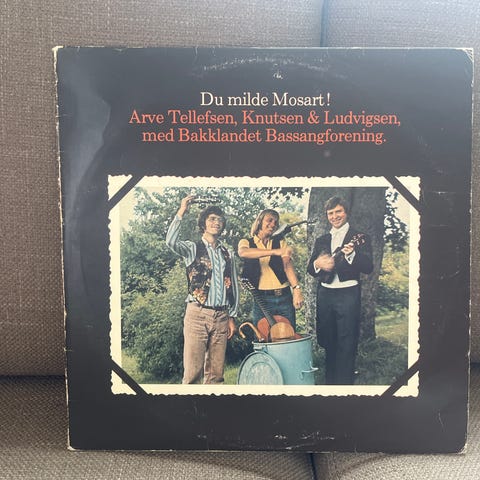 Du milde Mosart!
Arve Tellefsen, Knutsen & Ludvigsen,
med Bakklandet Bassangforening.